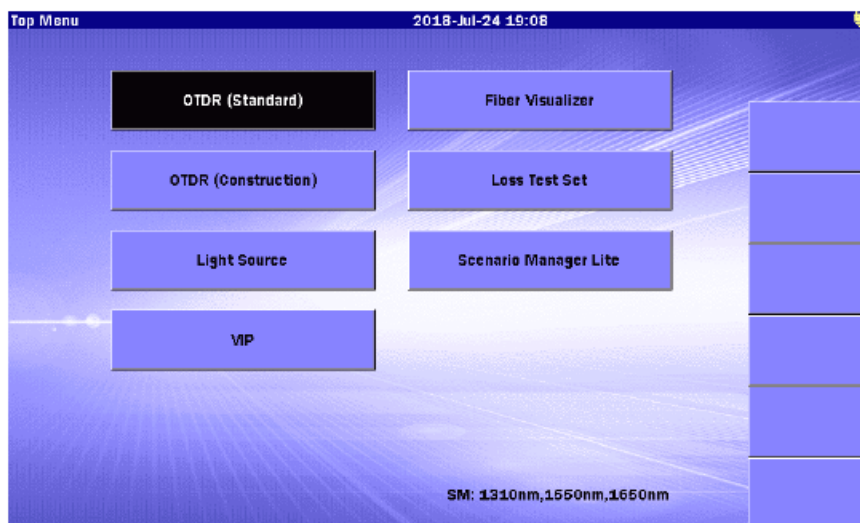 Top Menu 2018-Jul-24 19:08
OTDR (Standard) Fiber Visualizer
OTDR (Construction) Loss Test Set
Light Source Scenario Manager Lite
VIP
SM: 1310nm,1550nm,1650nm